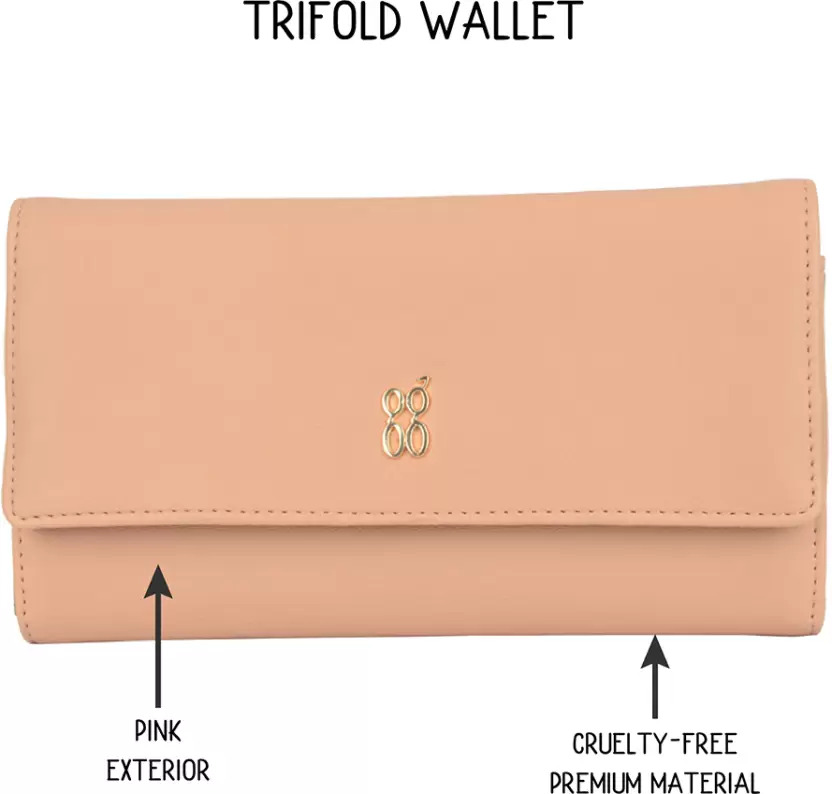 TRIFOLD WALLET
PINK
EXTERIOR
CRUELTY-FREE
PREMIUM MATERIAL